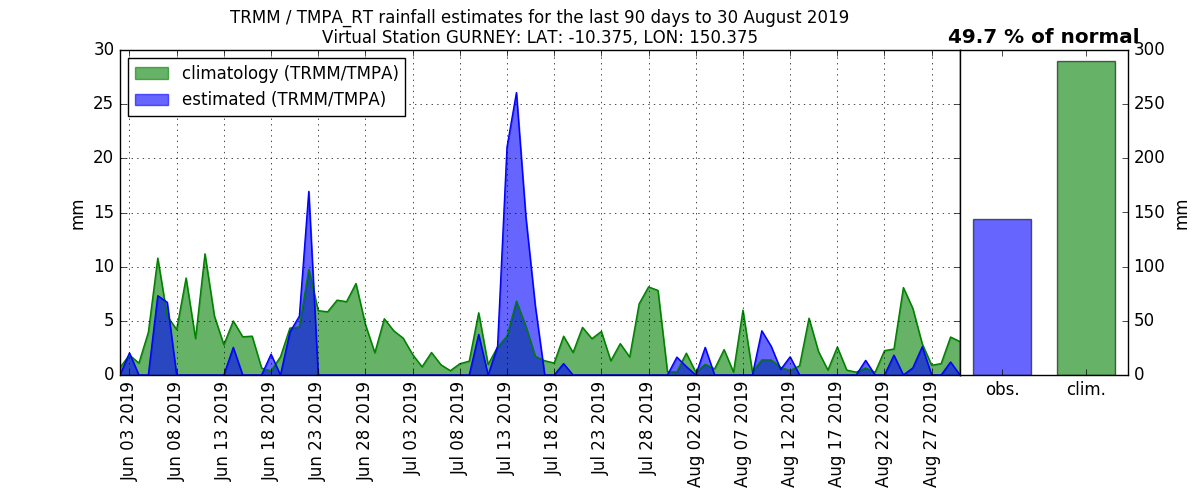 TRMM / TMPA_RT rainfall estimates for the last 90 days to 30 August 2019
Virtual Station GURNEY: LAT: -10.375, LON: 150.375
49.7 % of normal
climatology (TRMM/TMPA)
estimated (TRMM/TMPA)
30
25
20
15
10
5
0
mm
300
250
200
150
100
50
0
mm
Jun 03 2019
Jun 08 2019
Jun 13 2019
Jun 18 2019
Jun 23 2019
Jun 28 2019
Jul 03 2019
Jul 08 2019
Jul 13 2019
Jul 18 2019
Jul 23 2019
Jul 28 2019
Aug 02 2019
Aug 07 2019
Aug 12 2019
Aug 17 2019
Aug 22 2019
Aug 27 2019
obs.
clim.